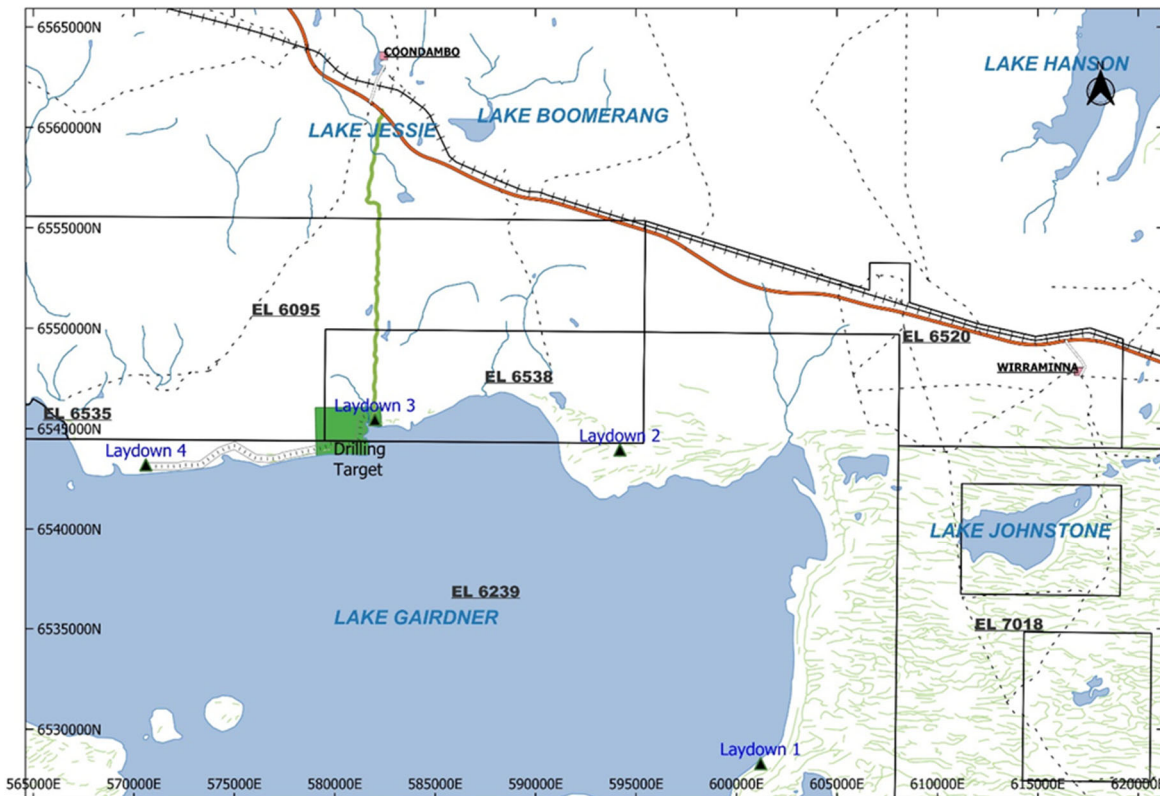 6565000N
COONDAMBO
LAKE HANSON
6560000N
LAKE JESSIE
LAKE BOOMERANG
6555000N
EL 6095
6550000N
EL 6520
WIRRAMINNA
EL 6538
EL 6535
Laydown 3
6545000N
Laydown 4
Laydown 2
Drilling
Target
6540000N
LAKE JOHNSTONE
EL 6239
LAKE GAIRDNER
6535000N
EL 7018
6530000N
Laydown 1
565000E
570000E
575000E
580000E
585000E
590000E
595000E
600000E
605000E
610000E
615000E
620000E